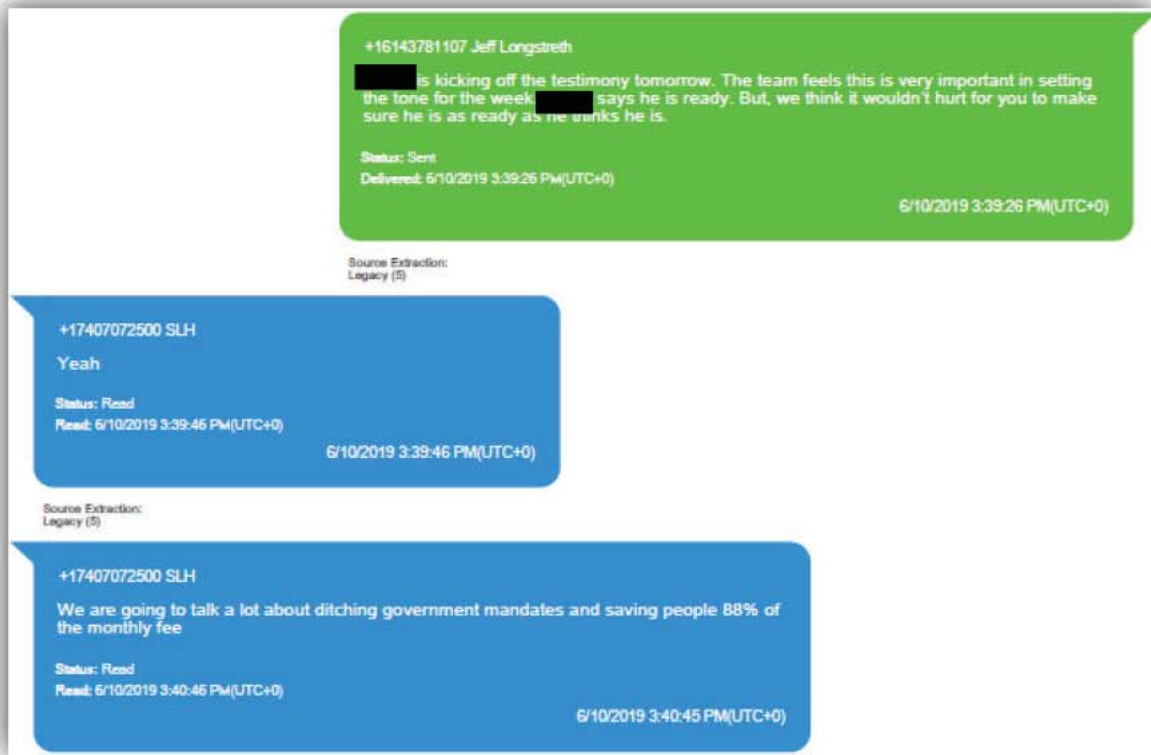 +16143781107 Jeff Longstreth
is kicking off the testimony tomorrow. The team feels this is very important in setting
the tone for the week says he is ready. But, we think it wouldn't hurt for you to make
sure he is as ready as he thinks he is.
Status: Sent
Delivered: 6/10/2019 3:39:26 PM(UTC+0)
6/10/2019 3:39:26 PM(UTC+0)
Source Extraction:
Legacy (5)
+17407072500 SLH
Yeah
Status: Read
Read: 6/10/2019 3:39:46 PM(UTC+0)
6/10/2019 3:39:46 PM(UTC+0)
Source Extraction:
Legacy (5)
+17407072500 SLH
We are going to talk a lot about ditching government mandates and saving people 88% of
the monthly fee
Status: Read
Read: 6/10/2019 3:40:46 PM(UTC+0)
6/10/2019 3:40:45 PM(UTC+0)